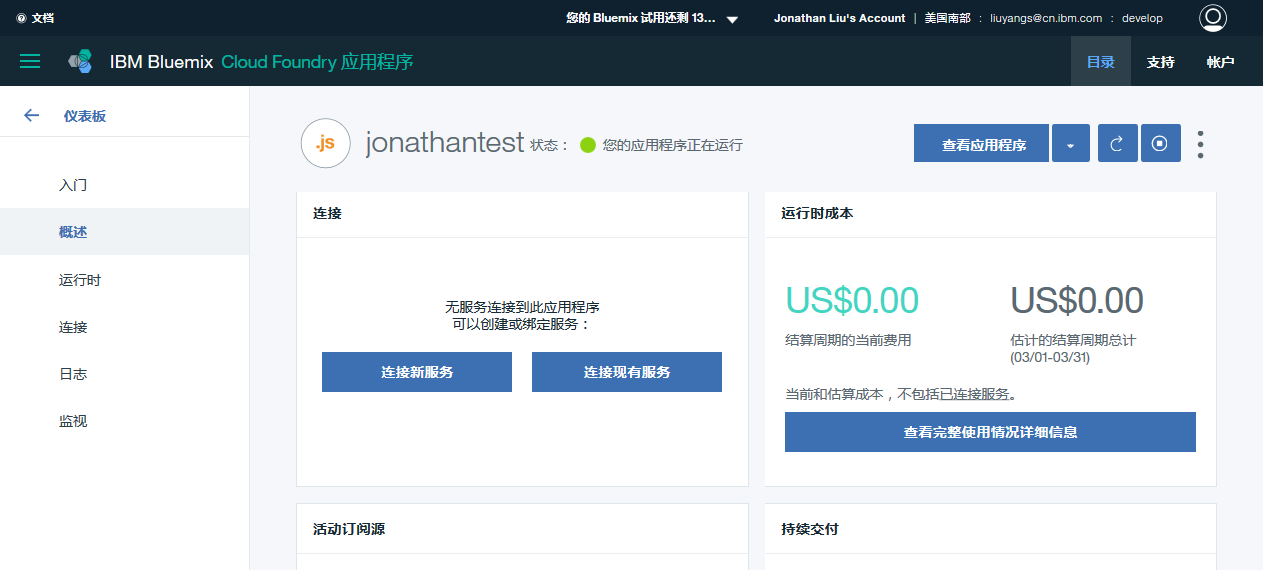 文档
您的 Bluemix 试用还剩 13...
Jonathan Liu's Account | 美国南部 : liuyangs@cn.ibm.com : develop
IBM Bluemix Cloud Foundry 应用程序
目录
支持
帐户
仪表板
入门
概述
运行时
连接
日志
监视
.js
jonathantest 状态： 您的应用程序正在运行
查看应用程序
连接
无服务连接到此应用程序
可以创建或绑定服务：
连接新服务
连接现有服务
运行时成本
US$0.00
结算周期的当前费用
US$0.00
估计的结算周期总计
(03/01-03/31)
当前和估算成本，不包括已连接服务。
查看完整使用情况详细信息
活动订阅源
持续交付